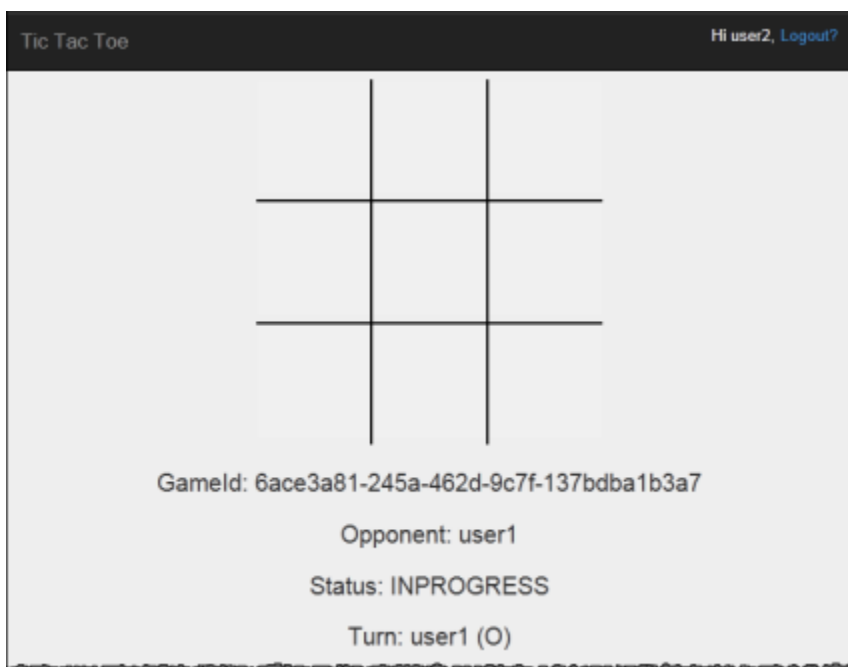 Tic Tac Toe
Hi user2, Logout?
GameId: 6ace3a81-245a-462d-9c7f-137bdba1b3a7
Opponent: user1
Status: INPROGRESS
Turn: user1 (O)